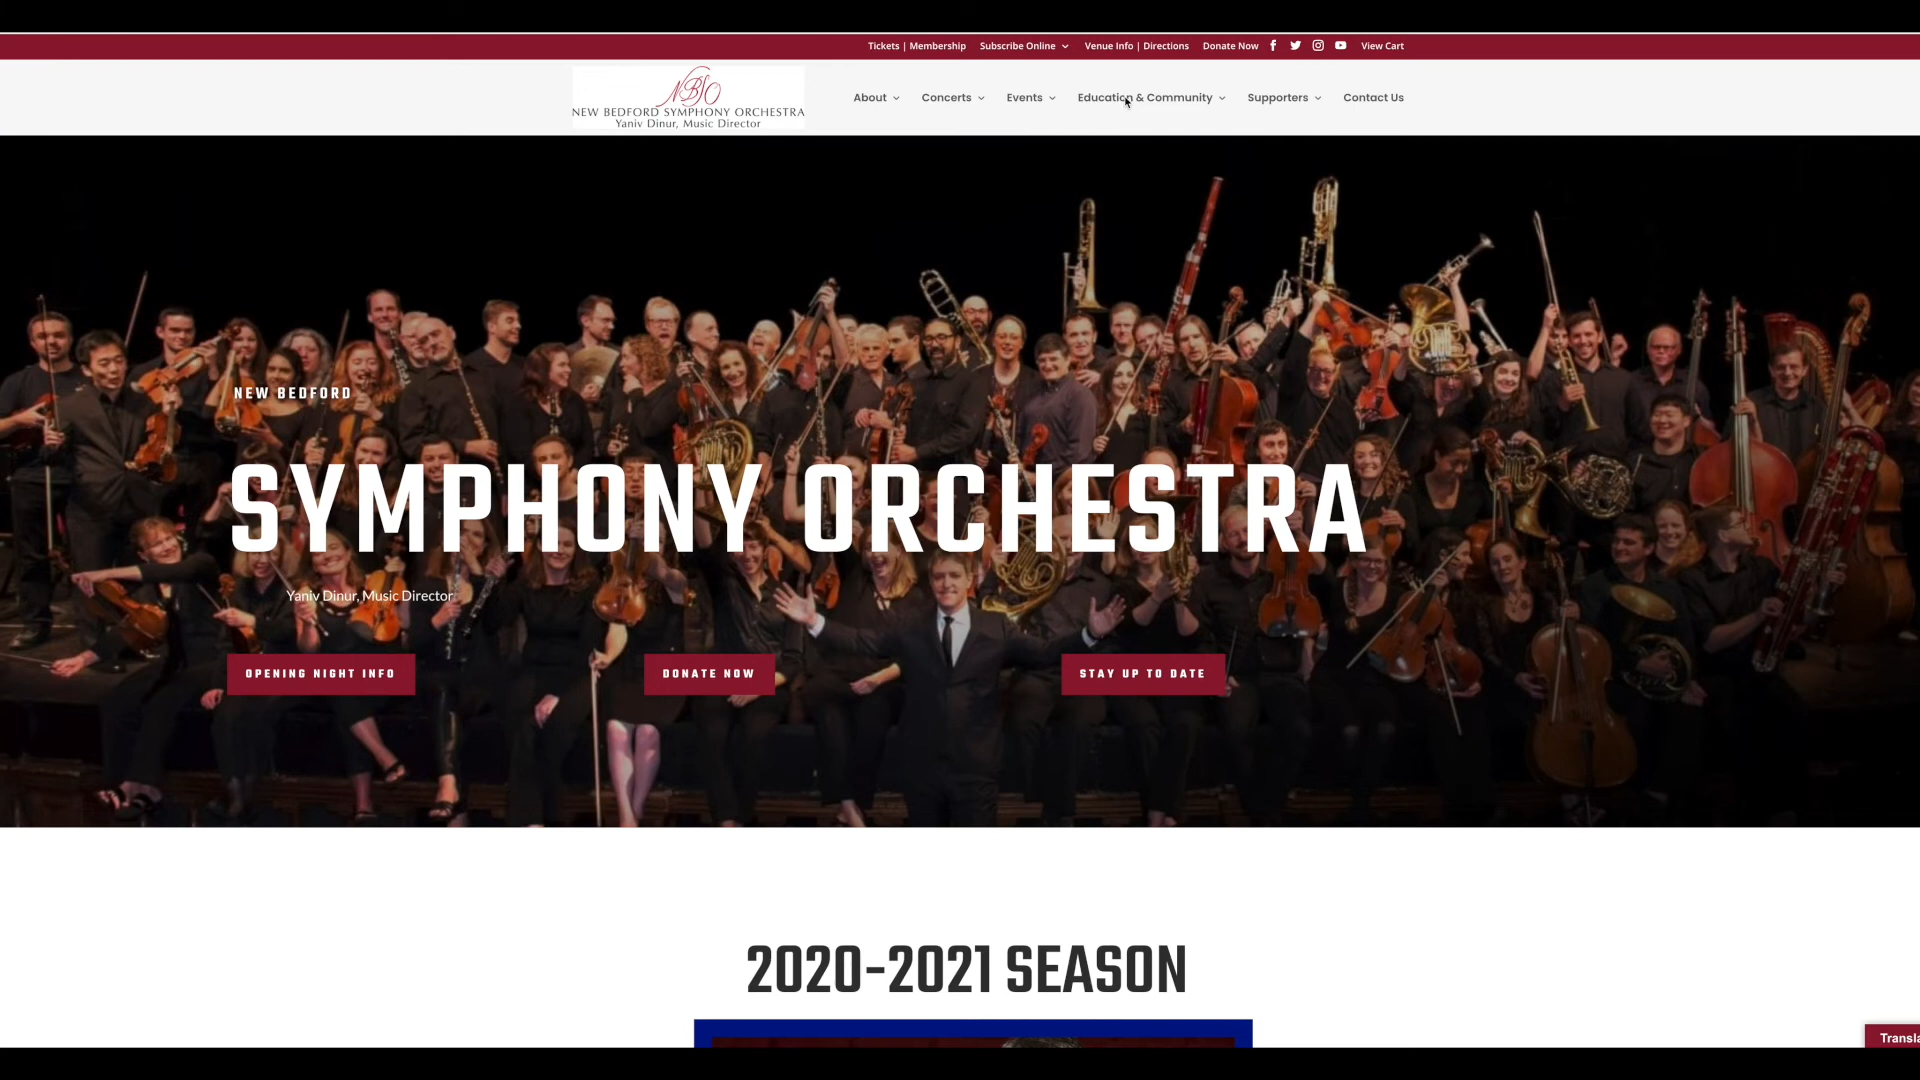 Tickets | Membership Subscribe Online Venue Info | Directions Donate Now View Cart
NBSO
NEW BEDFORD SYMPHONY ORCHESTRA
Yaniv Dinur, Music Director
About Concerts Events Education & Community Supporters Contact Us
NEW BEDFORD
SYMPHONY ORCHESTRA
Yaniv Dinur, Music Director
OPENING NIGHT INFO DONATE NOW STAY UP TO DATE
2020-2021 SEASON